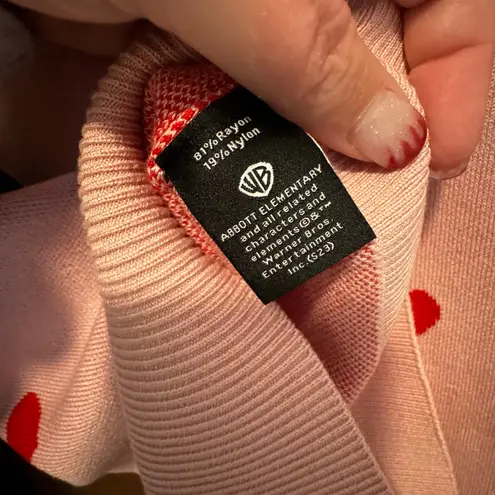 81%Rayon
19%Nylon
WB
ABBOTT ELEMENTARY
and all related
characters and
elements©&™
Warner Bros.
Entertainment
Inc.(S23)